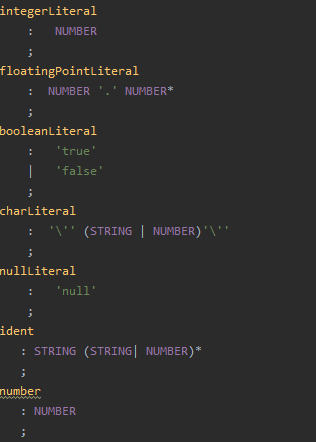 integerLiteral
: NUMBER
;
floatingPointLiteral
: NUMBER '.' NUMBER*
;
booleanLiteral
: 'true'
| 'false'
;
charLiteral
: '\'' (STRING | NUMBER)'\''
;
nullLiteral
: 'null'
;
ident
: STRING (STRING| NUMBER)*
;
number
: NUMBER
;